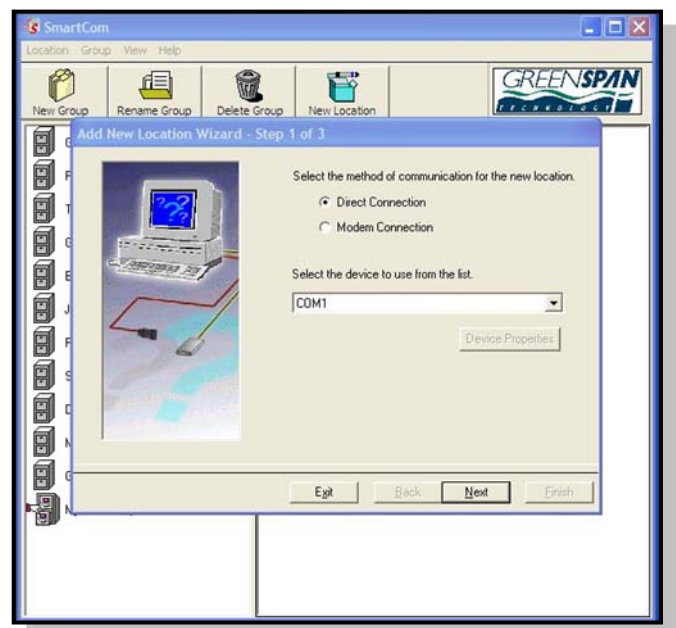 SmartCom
Location Group View Help
New Group Rename Group Delete Group New Location
GREENSPAN
TECHNOLOGY
Add New Location Wizard - Step 1 of 3
???
Select the method of communication for the new location.
Direct Connection
Modem Connection
Select the device to use from the list.
COM1
Device Properties
Exit Back Next Finish